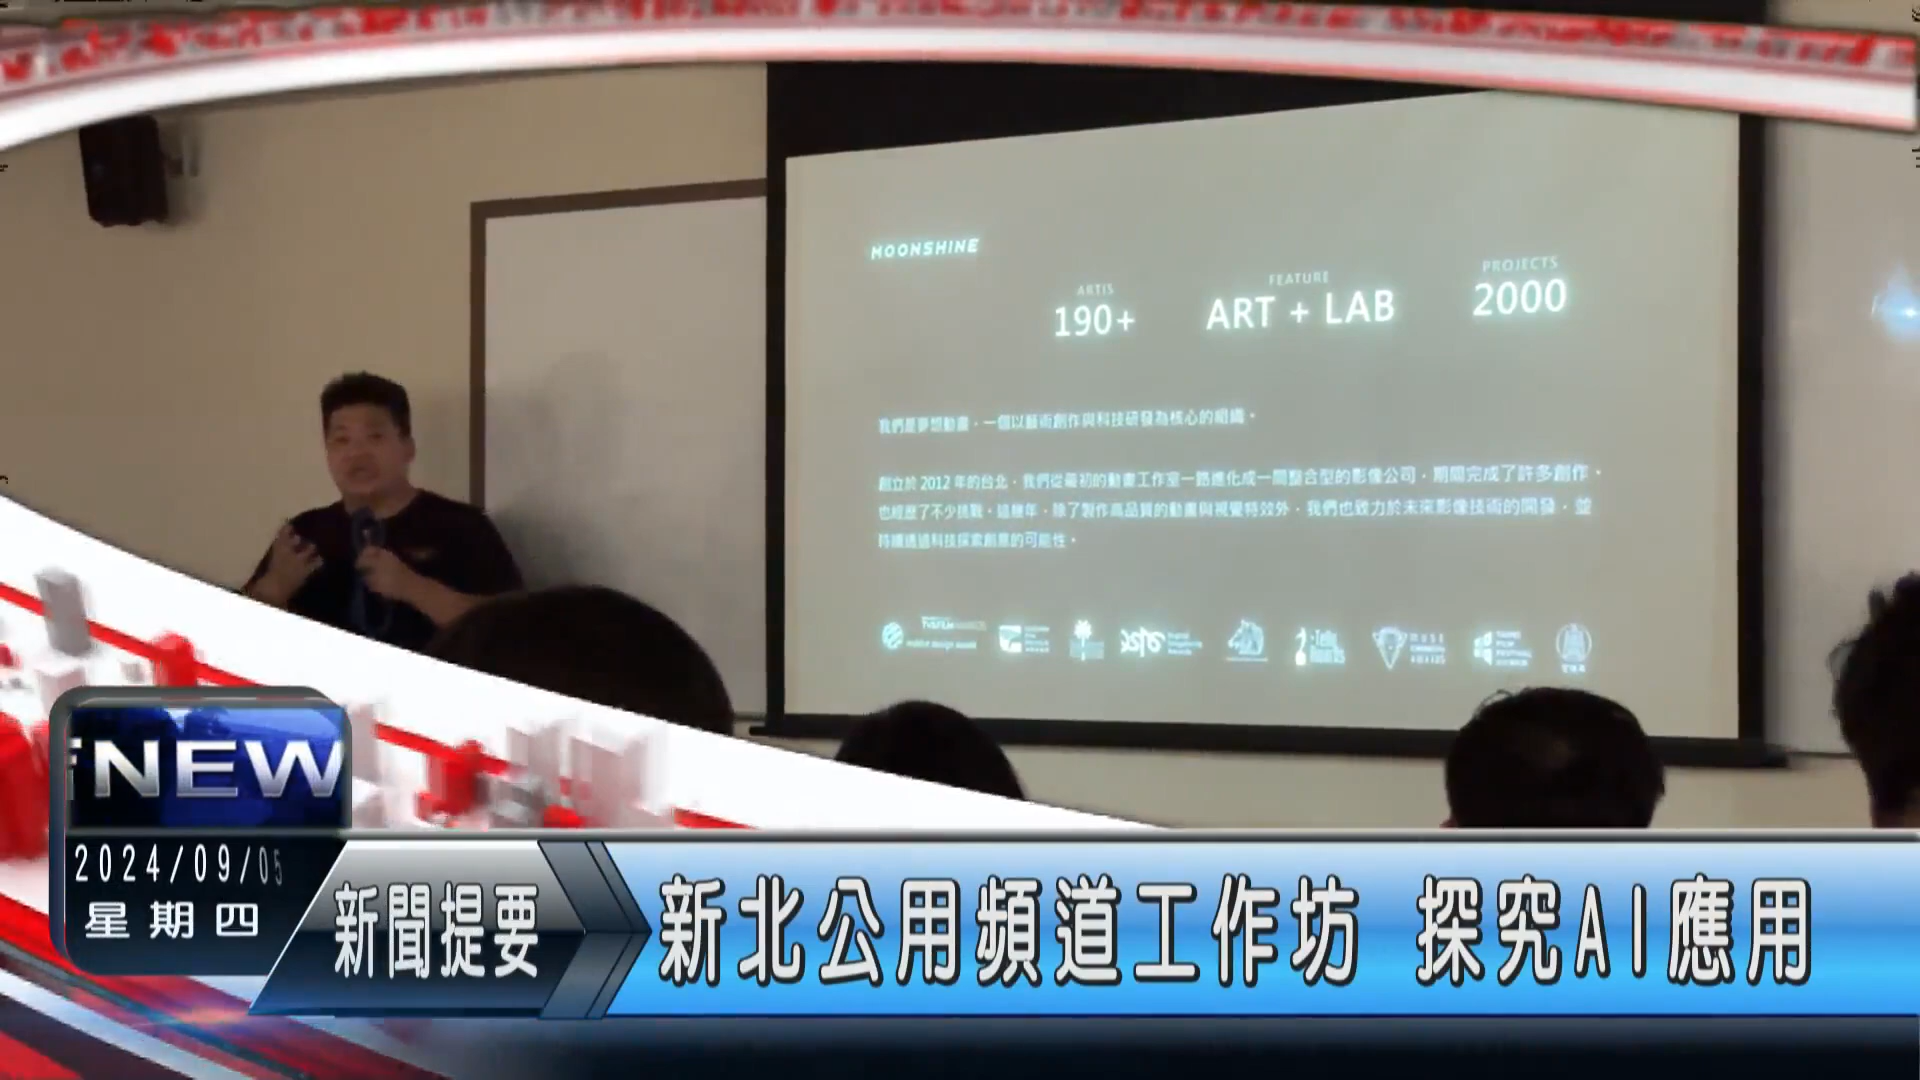 MOONSHINE
ARTIS
190+
FEATURE
ART + LAB
PROJECTS
2000
我們是夢想動畫，一個以藝術創作與科技研發為核心的組織。
創立於 2012 年的台北，我們從最初的動畫工作室一路進化成一間整合型的影像公司，期間完成了許多創作，
也經歷了不少挑戰。這幾年，除了製作高品質的動畫與視覺特效外，我們也致力於未來影像技術的開發，並
持續透過科技探索創意的可能性。
NEW
2024/09/05
星期四
新聞提要
新北公用頻道工作坊 探究AI應用